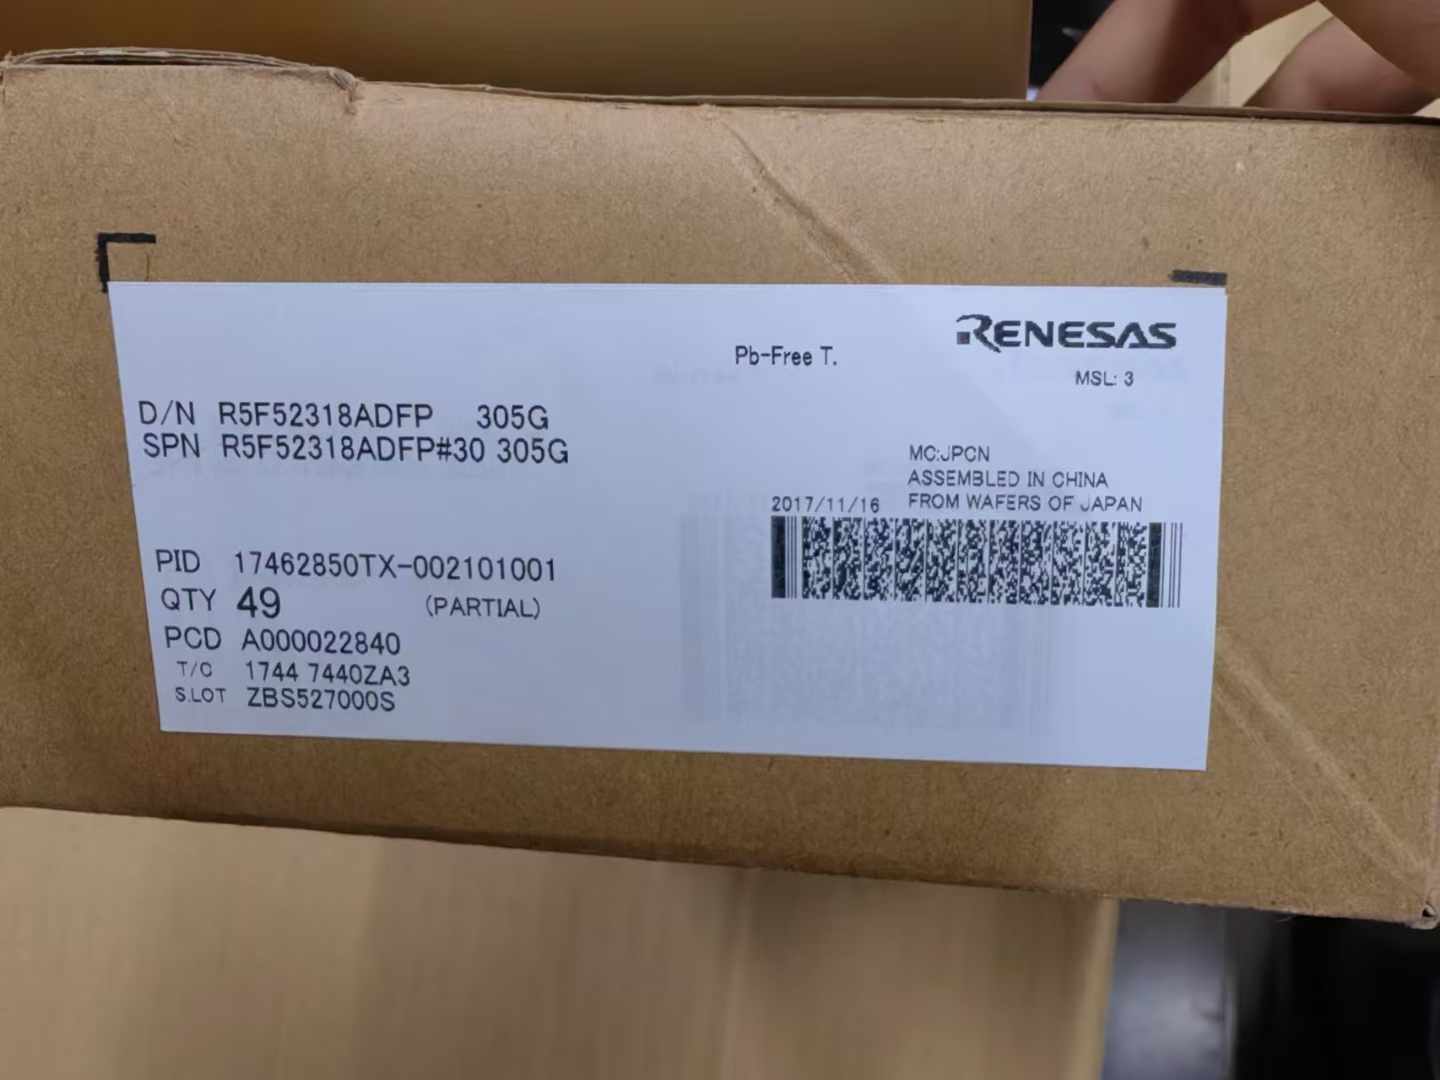 RENESAS
Pb-Free T.
MSL: 3
D/N R5F52318ADFP 305G
SPN R5F52318ADFP#30 305G
MC:JPCN
ASSEMBLED IN CHINA
2017/11/16 FROM WAFERS OF JAPAN
PID 17462850TX-002101001
QTY 49 (PARTIAL)
PCD A000022840
T/C 1744 7440ZA3
S.LOT ZBS527000S